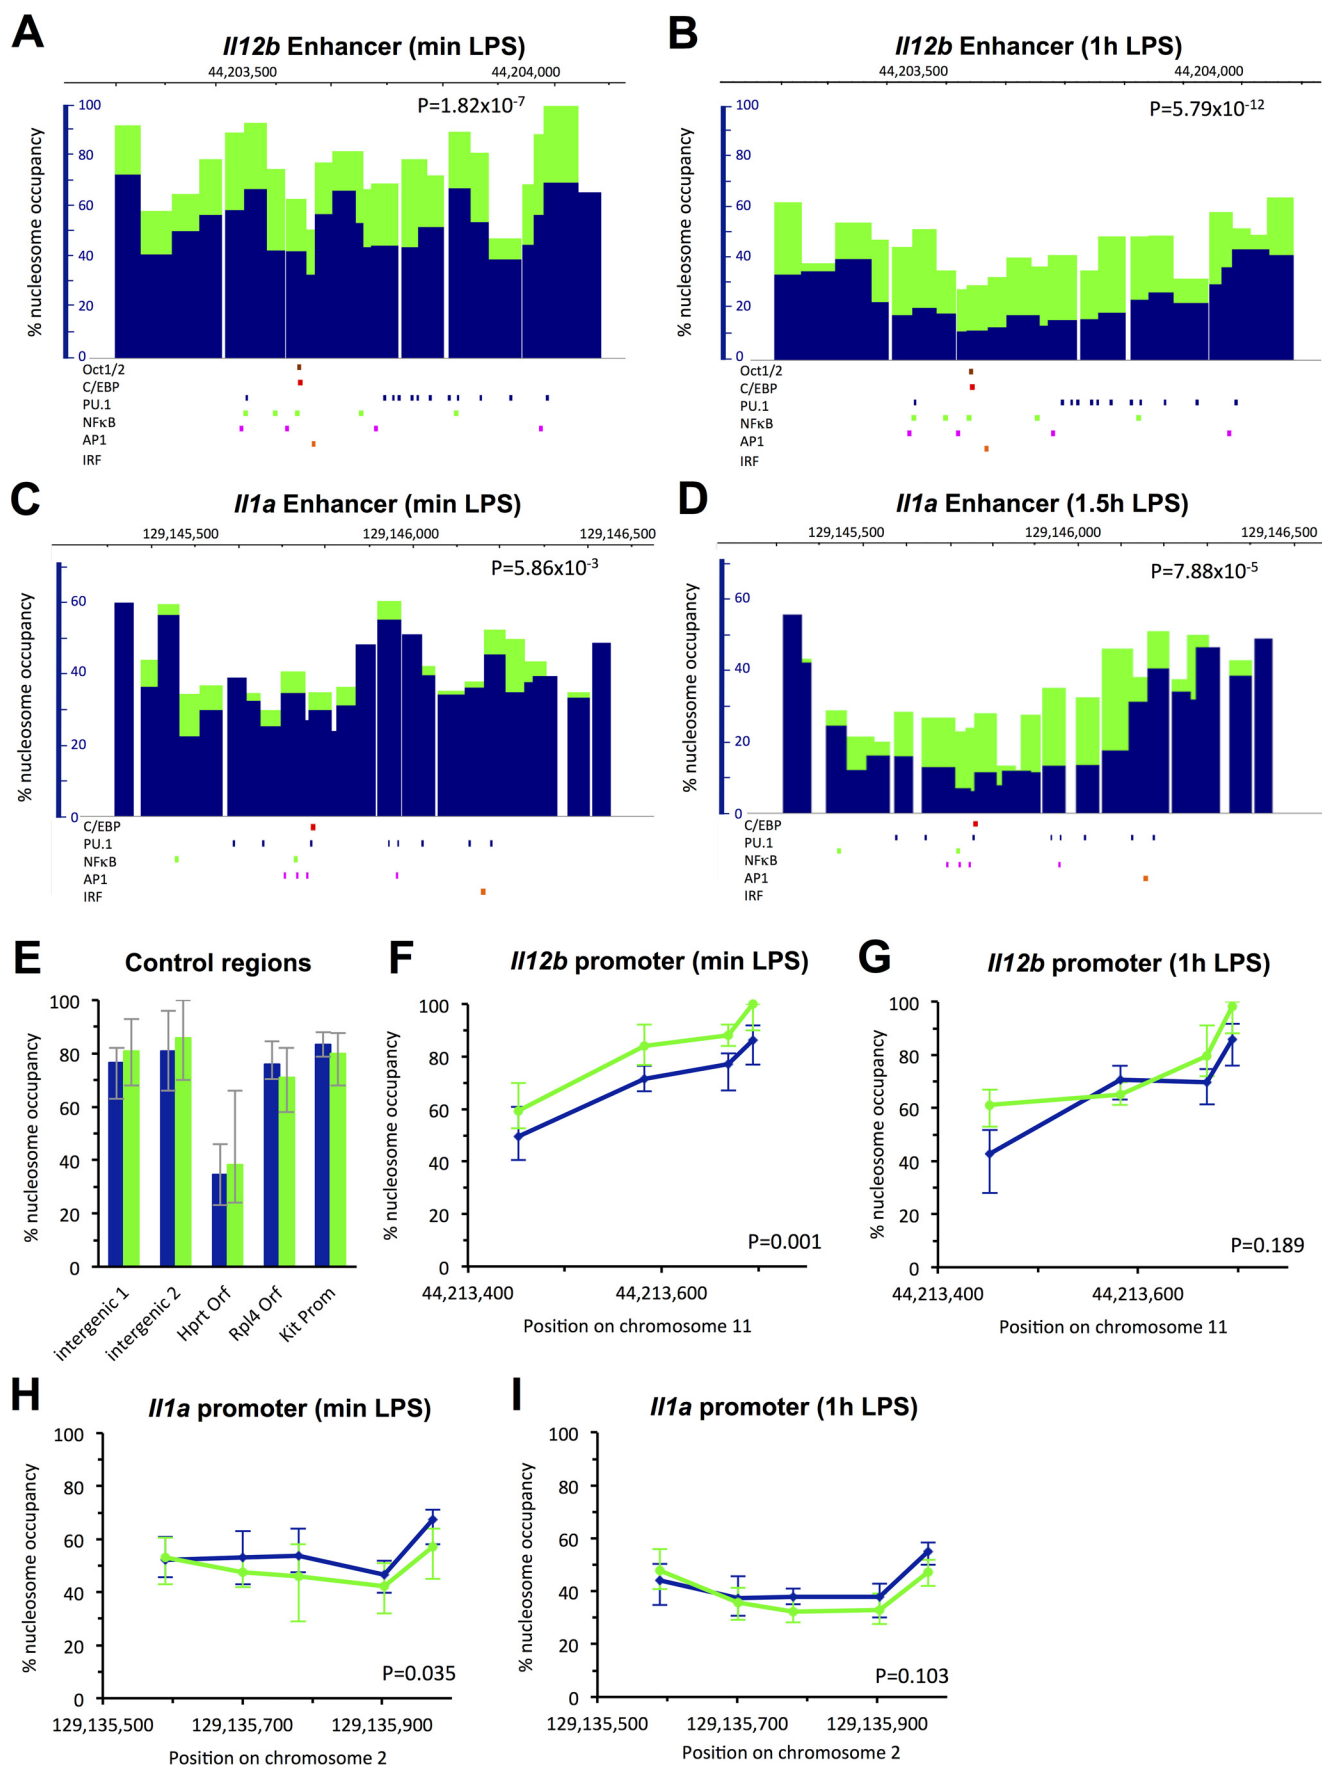 A
Il12b Enhancer (min LPS)
44,203,500 44,204,000
P=1.82x10-7
% nucleosome occupancy
100
80
60
40
20
0
Oct1/2
C/EBP
PU.1
NFκB
AP1
IRF
B
Il12b Enhancer (1h LPS)
44,203,500 44,204,000
P=5.79x10-12
% nucleosome occupancy
100
80
60
40
20
0
Oct1/2
C/EBP
PU.1
NFκB
AP1
IRF
C
Il1a Enhancer (min LPS)
129,145,500 129,146,000 129,146,500
P=5.86x10-3
% nucleosome occupancy
60
40
20
0
C/EBP
PU.1
NFκB
AP1
IRF
D
Il1a Enhancer (1.5h LPS)
129,145,500 129,146,000 129,146,500
P=7.88x10-5
% nucleosome occupancy
60
40
20
0
C/EBP
PU.1
NFκB
AP1
IRF
E
Control regions
% nucleosome occupancy
100
80
60
40
20
0
intergenic 1
intergenic 2
Hprt Orf
Rpl4 Orf
Kit Prom
F
Il12b promoter (min LPS)
% nucleosome occupancy
100
80
60
40
20
0
P=0.001
44,213,400 44,213,600
Position on chromosome 11
G
Il12b promoter (1h LPS)
% nucleosome occupancy
100
80
60
40
20
0
P=0.189
44,213,400 44,213,600
Position on chromosome 11
H
Il1a promoter (min LPS)
% nucleosome occupancy
100
80
60
40
20
0
P=0.035
129,135,500 129,135,700 129,135,900
Position on chromosome 2
I
Il1a promoter (1h LPS)
% nucleosome occupancy
100
80
60
40
20
0
P=0.103
129,135,500 129,135,700 129,135,900
Position on chromosome 2